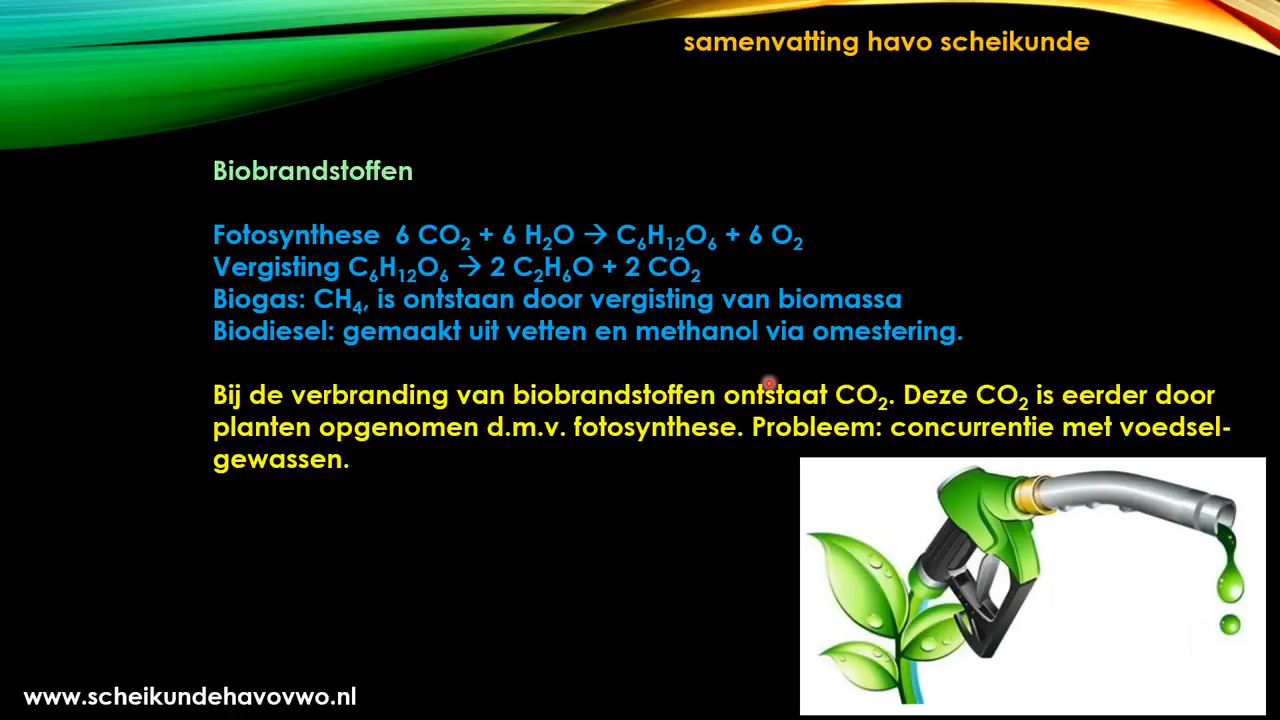 samenvatting havo scheikunde
Biobrandstoffen
Fotosynthese 6 CO₂ + 6 H₂O → C₆H₁₂O₆ + 6 O₂
Vergisting C₆H₁₂O₆ → 2 C₂H₆O + 2 CO₂
Biogas: CH₄, is ontstaan door vergisting van biomassa
Biodiesel: gemaakt uit vetten en methanol via omestering.
Bij de verbranding van biobrandstoffen ontstaat CO₂. Deze CO₂ is eerder door
planten opgenomen d.m.v. fotosynthese. Probleem: concurrentie met voedsel-
gewassen.
www.scheikundehavovwo.nl